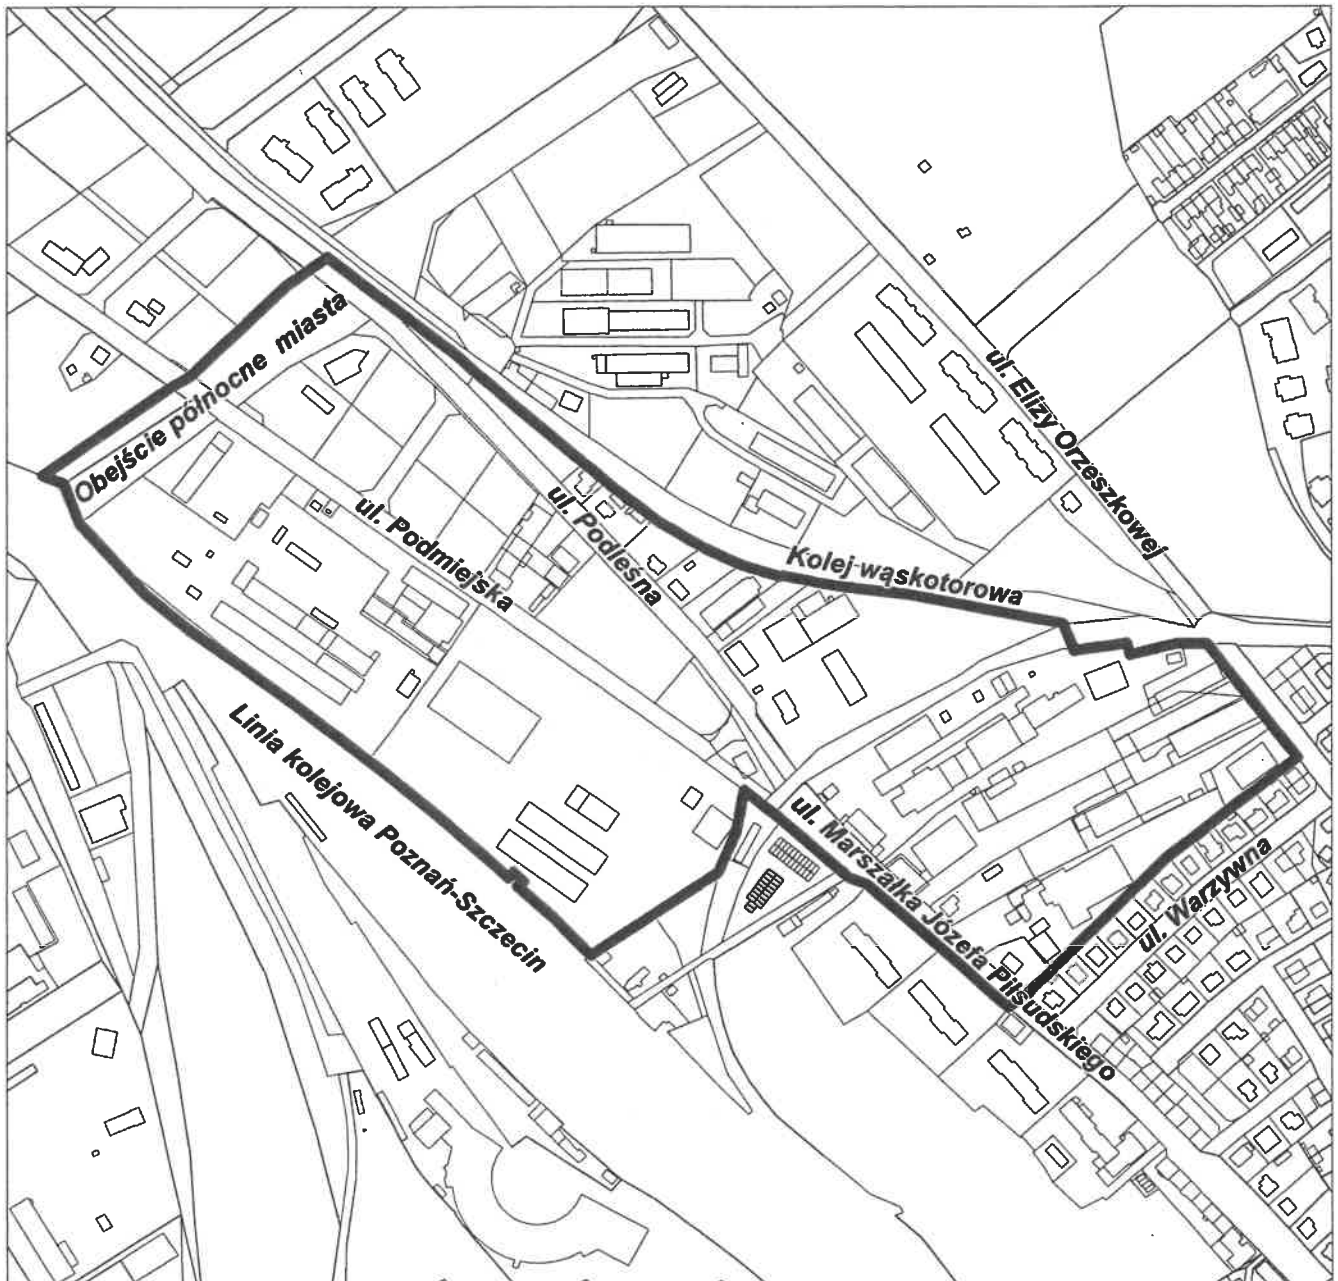 Obejście północne miasta
ul. Elizy Orzeszkowej
ul. Podmiejska
ul. Podleśna
Kolej wąskotorowa
Linia kolejowa Poznań-Szczecin
ul. Marszałka Józefa Piłsudskiego
ul. Warzywna